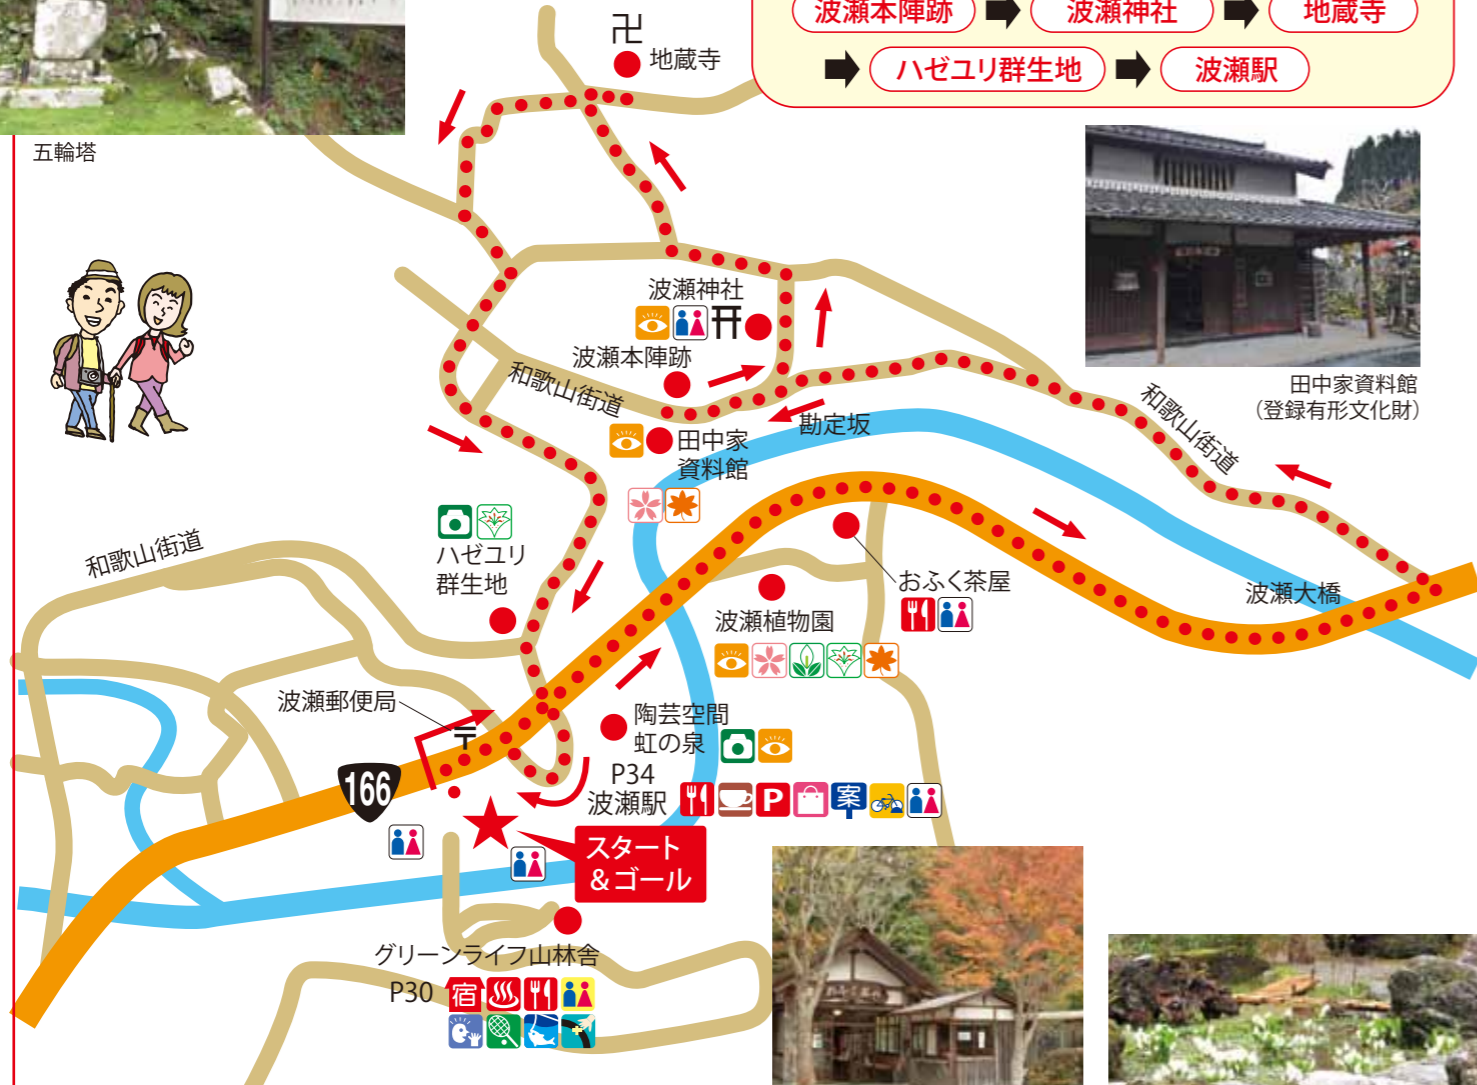 波瀬本陣跡 ➡ 波瀬神社 ➡ 地蔵寺
➡ ハゼユリ群生地 ➡ 波瀬駅
卍
地蔵寺
五輪塔
田中家資料館
（登録有形文化財）
波瀬神社
波瀬本陣跡
和歌山街道
田中家
資料館
勘定坂
和歌山街道
ハゼユリ
群生地
和歌山街道
おふく茶屋
波瀬大橋
波瀬植物園
波瀬郵便局
〒
陶芸空間
虹の泉
P34
波瀬駅
P
案
166
スタート
&ゴール
グリーンライフ山林舎
P30
宿